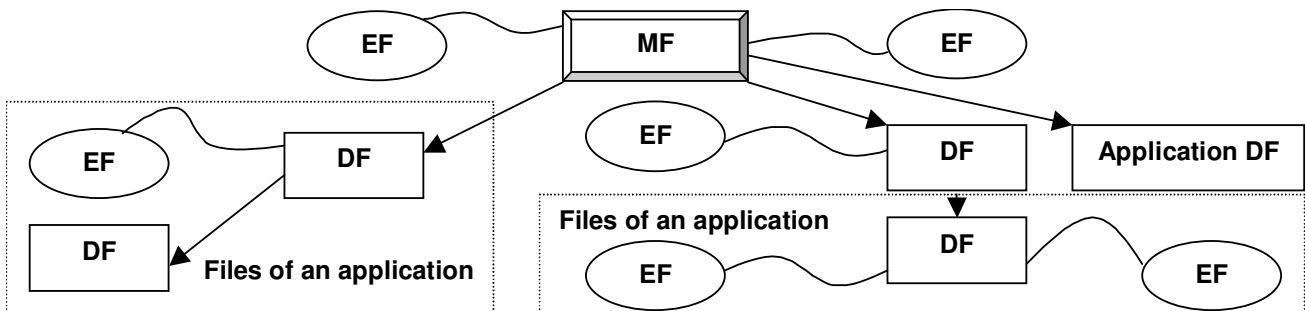 EF
MF
EF
EF
EF
DF
DF
Application DF
DF
Files of an application
Files of an application
DF
EF
EF